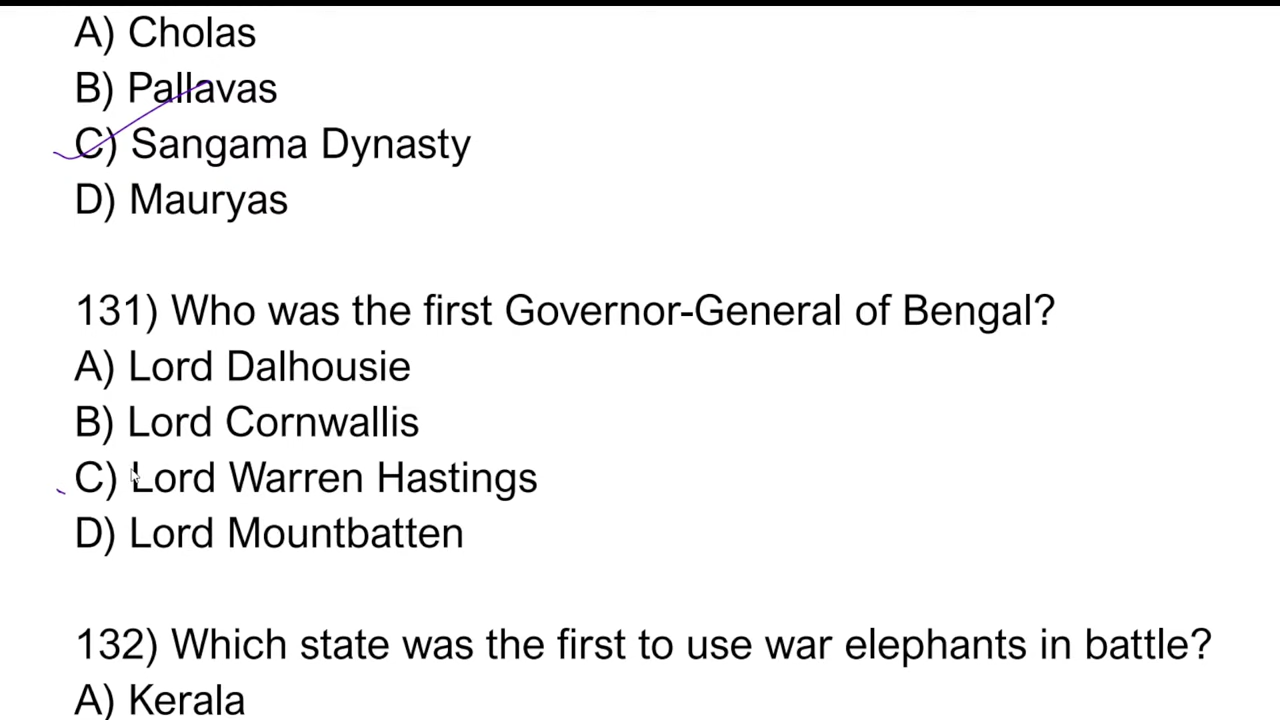 A) Cholas
B) Pallavas
C) Sangama Dynasty
D) Mauryas
131) Who was the first Governor-General of Bengal?
A) Lord Dalhousie
B) Lord Cornwallis
C) Lord Warren Hastings
D) Lord Mountbatten
132) Which state was the first to use war elephants in battle?
A) Kerala